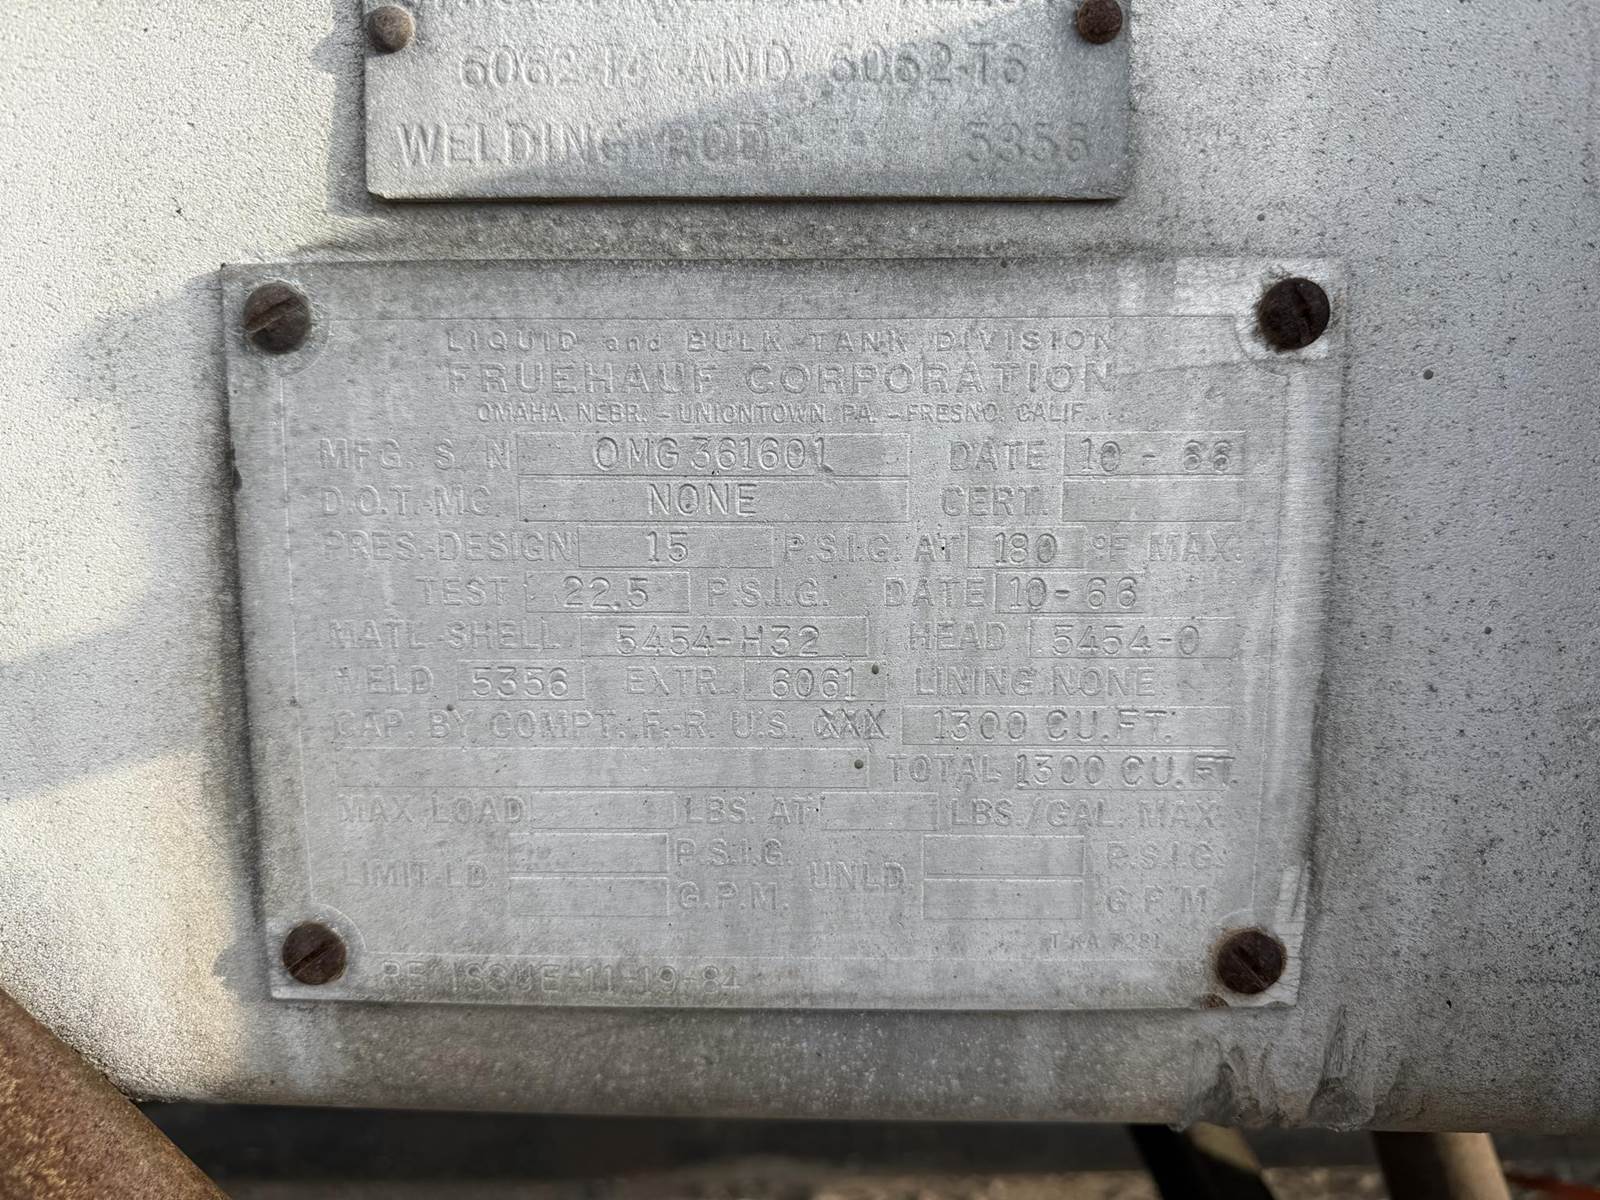 6062-T4 AND 6062-T6
WELDING ROD 5356
LIQUID and BULK TANK DIVISION
FRUEHAUF CORPORATION
OMAHA, NEBR. - UNIONTOWN, PA. - FRESNO, CALIF.
MFG. S. N OMG361601 DATE 10-66
D.O.T.-MC NONE CERT.
PRES.-DESIGN 15 P.S.I.G. AT 180 °F MAX.
TEST 22.5 P.S.I.G. DATE 10-66
MATL-SHELL 5454-H32 HEAD 5454-0
WELD 5356 EXTR. 6061 LINING NONE
CAP. BY COMPT. F.-R. U.S. XXX 1300 CU.FT.
TOTAL 1300 CU.FT.
MAX LOAD LBS. AT LBS./GAL. MAX.
LIMIT-LD. P.S.I.G. UNLD. P.S.I.G.
G.P.M. G.P.M.
RE-ISSUE-11-19-84